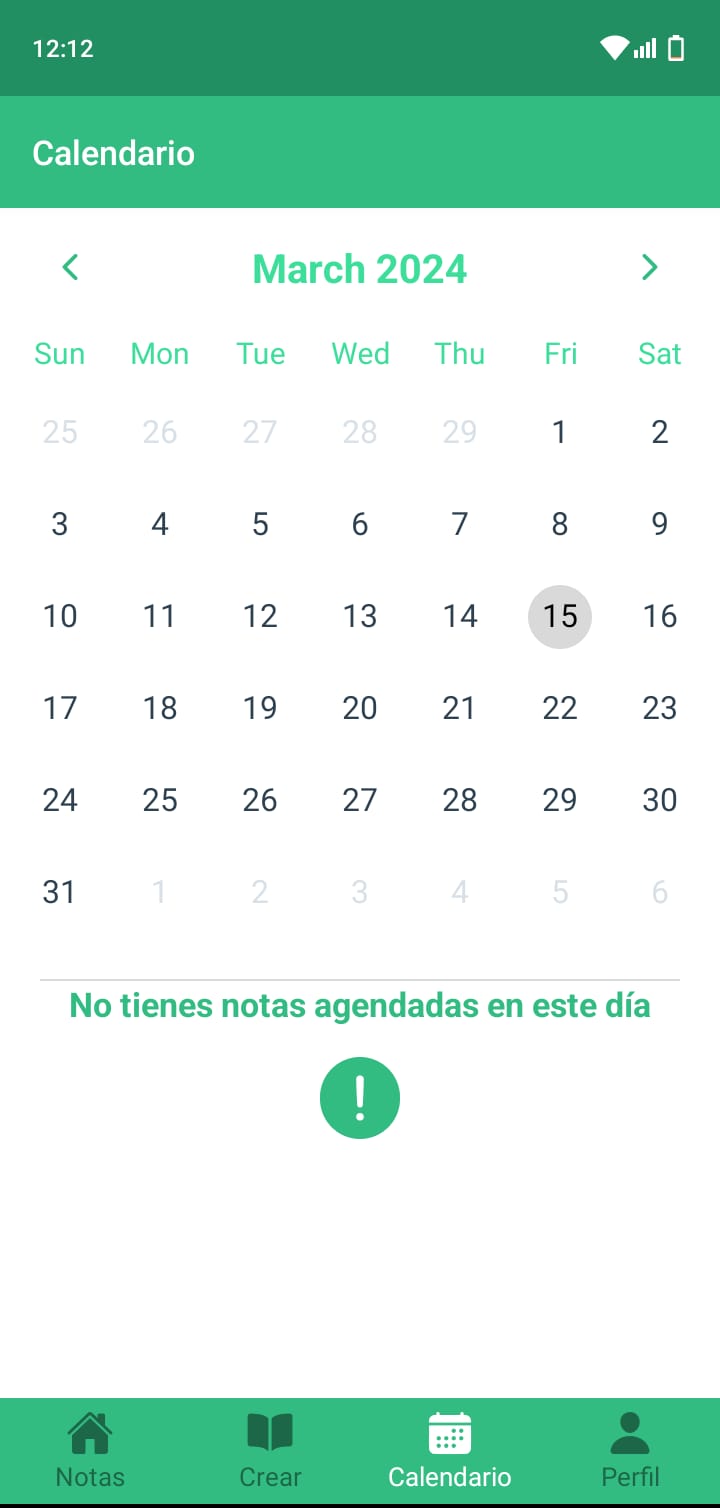 12:12
Calendario
March 2024
Sun Mon Tue Wed Thu Fri Sat
25 26 27 28 29 1 2
3 4 5 6 7 8 9
10 11 12 13 14 15 16
17 18 19 20 21 22 23
24 25 26 27 28 29 30
31 1 2 3 4 5 6
No tienes notas agendadas en este día
!
Notas Crear Calendario Perfil